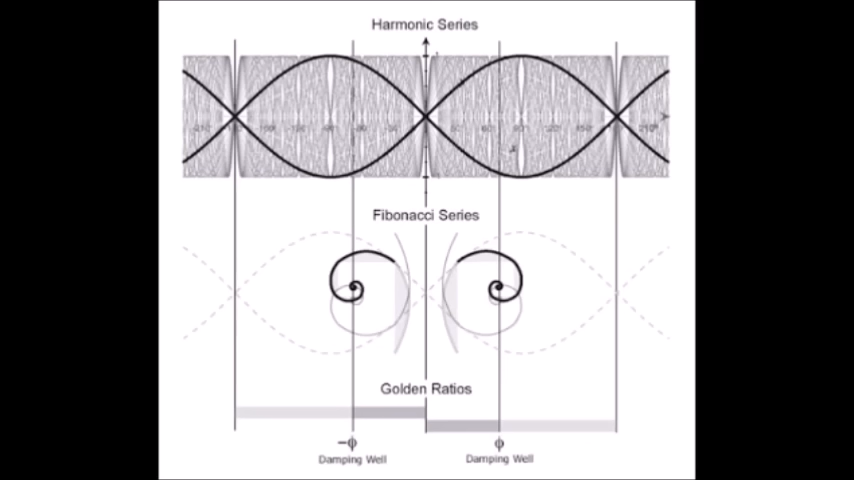 Harmonic Series
Fibonacci Series
Golden Ratios
−ϕ
ϕ
Damping Well
Damping Well